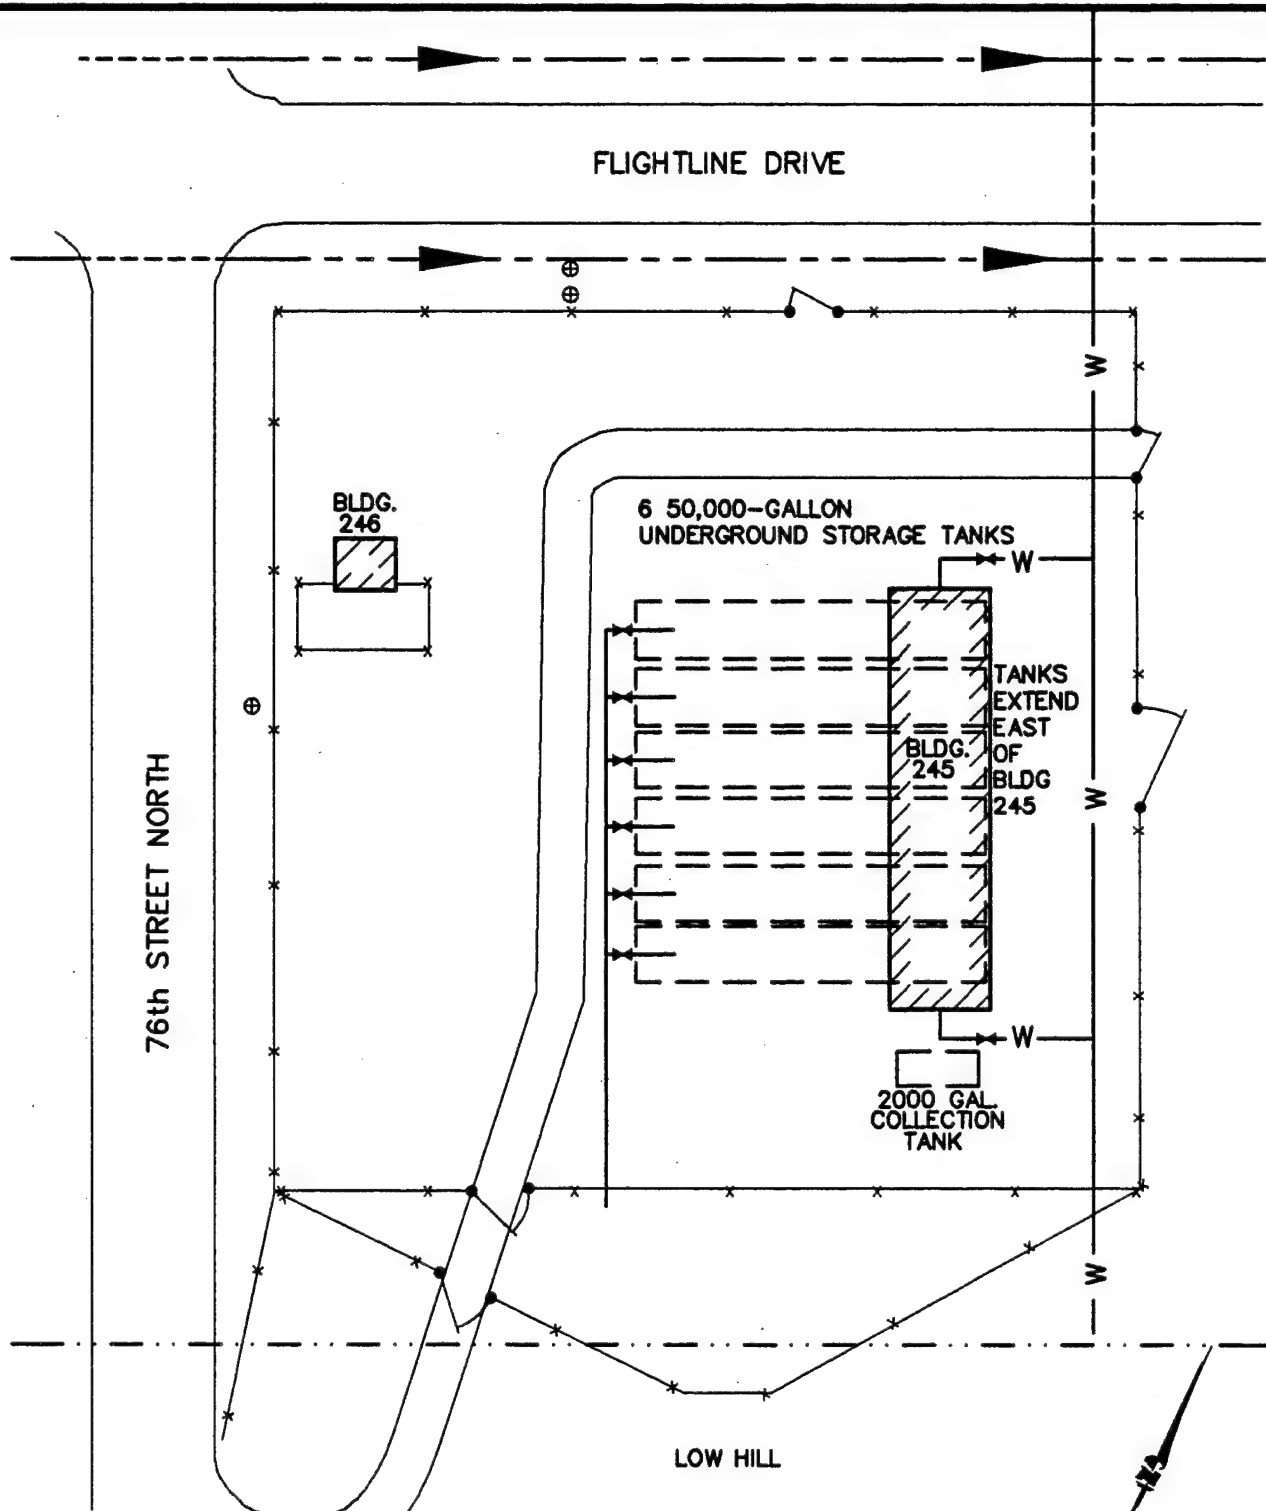 FLIGHTLINE DRIVE
W
BLDG.
246
6 50,000-GALLON
UNDERGROUND STORAGE TANKS
W
TANKS
EXTEND
EAST
OF
BLDG
245
BLDG.
245
W
76th STREET NORTH
W
2000 GAL.
COLLECTION
TANK
W
LOW HILL
N